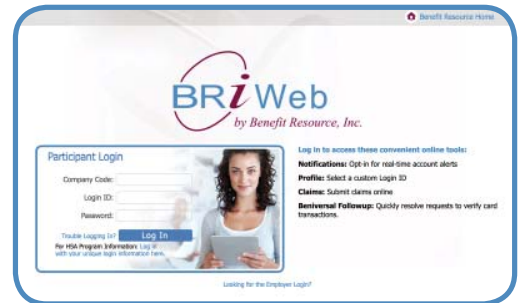 Benefit Resource Home
BRiWeb
by Benefit Resource, Inc.
Participant Login
Company Code:
Login ID:
Password:
Trouble Logging In?
Log In
For HSA Program Information: Log in
with your unique login information here.
Log in to access these convenient online tools:
Notifications: Opt-in for real-time account alerts
Profile: Select a custom Login ID
Claims: Submit claims online
Beniversal Followup: Quickly resolve requests to verify card
transactions.
Looking for the Employer Login?